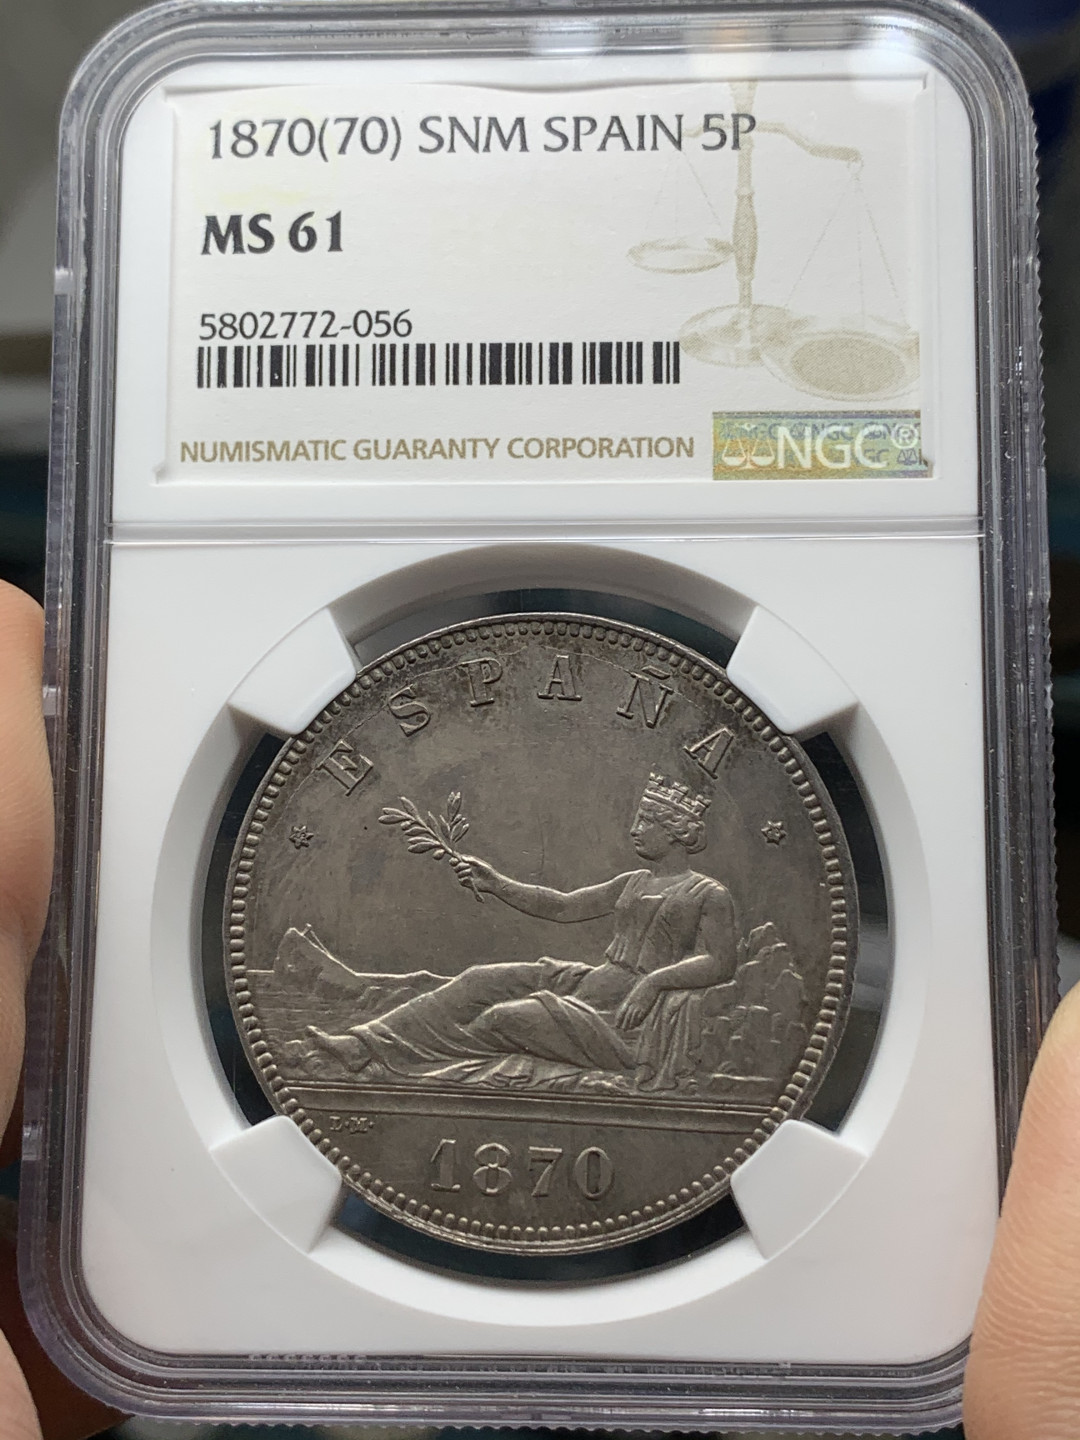 1870(70) SNM SPAIN 5P
MS 61
5802772-056
NUMISMATIC GUARANTY CORPORATION
NGC®
ESPAÑA
L·M·
1870